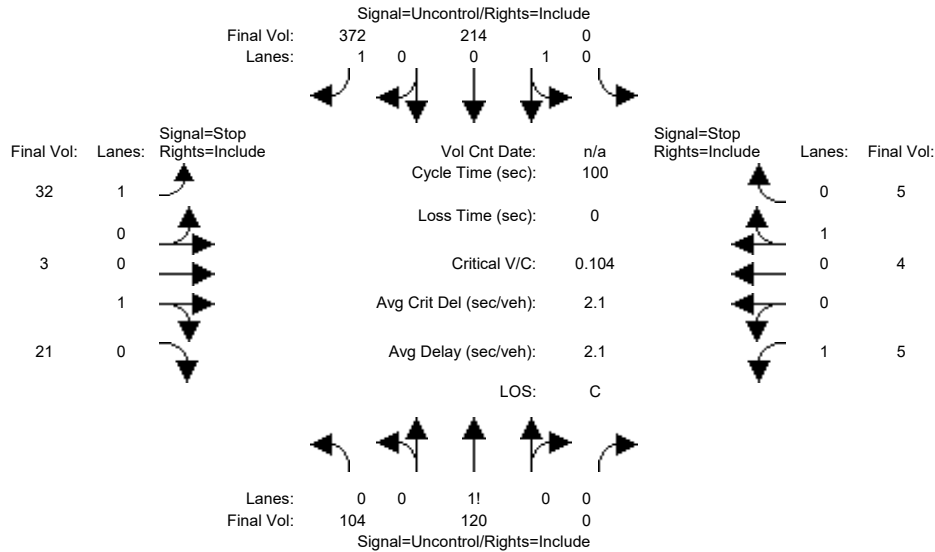 Signal=Uncontrol/Rights=Include
Final Vol: 372 214 0
Lanes: 1 0 0 1 0
Signal=Stop Signal=Stop
Final Vol: Lanes: Rights=Include Vol Cnt Date: n/a Rights=Include Lanes: Final Vol:
Cycle Time (sec): 100
32 1 0 5
Loss Time (sec): 0
0 1
3 0 Critical V/C: 0.104 0 4
1 Avg Crit Del (sec/veh): 2.1 0
21 0 Avg Delay (sec/veh): 2.1 1 5
LOS: C
Lanes: 0 0 1! 0 0
Final Vol: 104 120 0
Signal=Uncontrol/Rights=Include